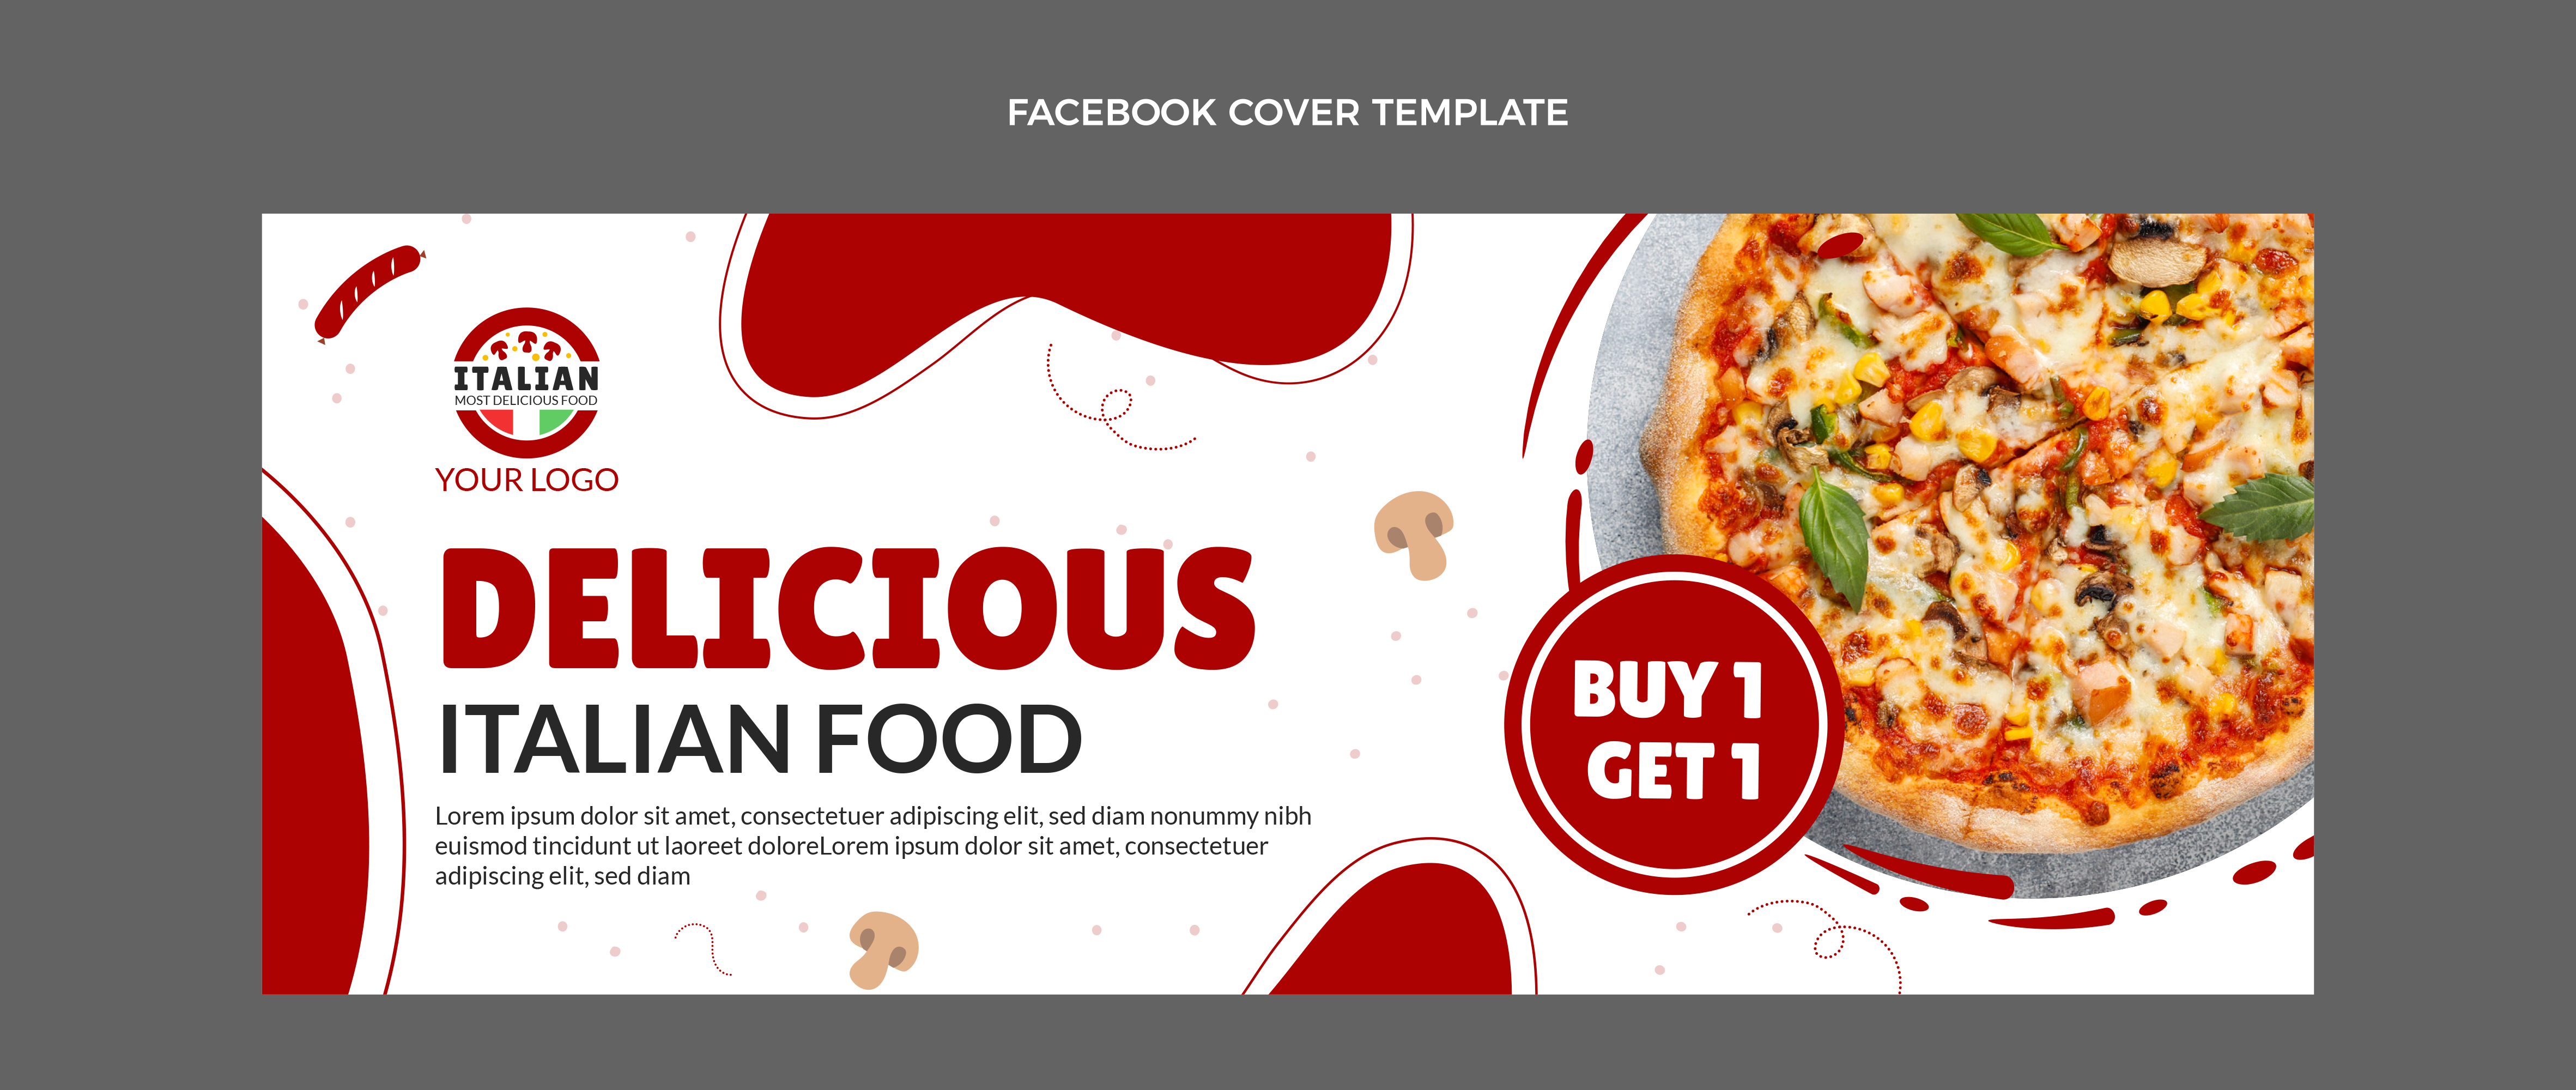 FACEBOOK COVER TEMPLATE
ITALIAN
MOST DELICIOUS FOOD
YOUR LOGO
DELICIOUS
ITALIAN FOOD
Lorem ipsum dolor sit amet, consectetuer adipiscing elit, sed diam nonummy nibh
euismod tincidunt ut laoreet doloreLorem ipsum dolor sit amet, consectetuer
adipiscing elit, sed diam
BUY 1
GET 1